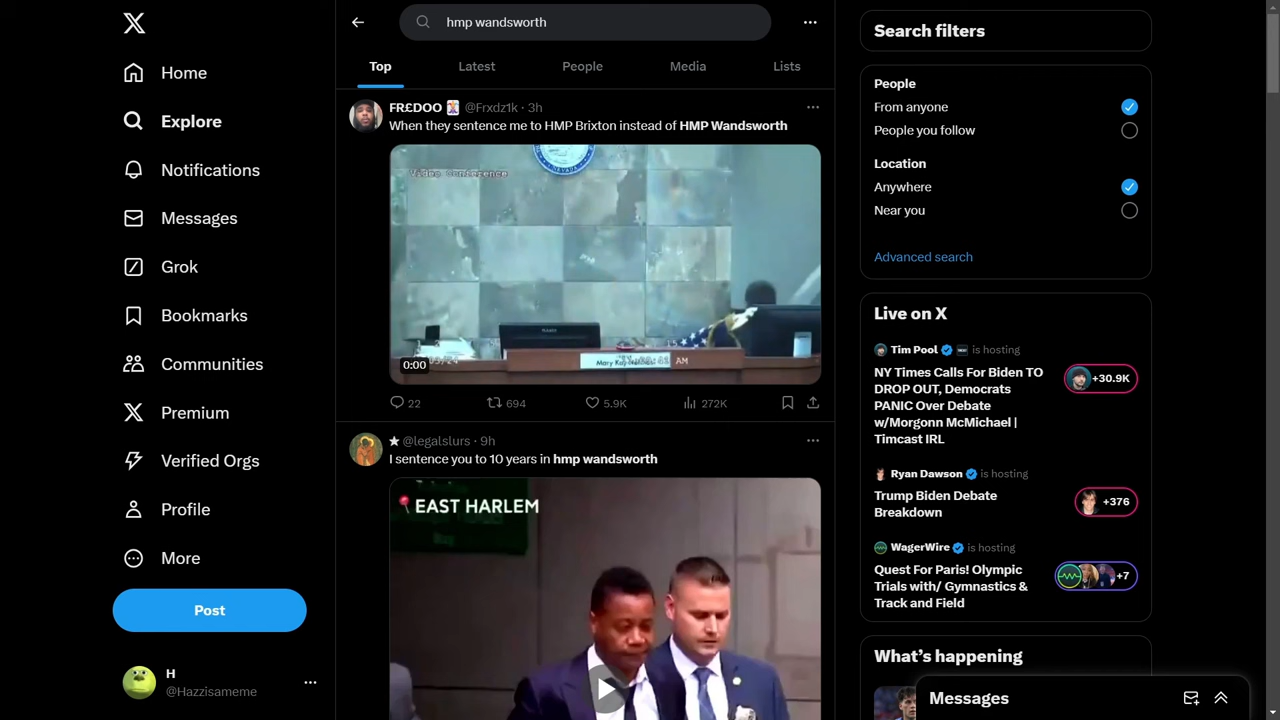 Home
Explore
Notifications
Messages
Grok
Bookmarks
Communities
Premium
Verified Orgs
Profile
More
Post
H
@Hazzisameme
hmp wandsworth
Top
Latest
People
Media
Lists
FR£DOO @Frxdz1k · 3h
When they sentence me to HMP Brixton instead of HMP Wandsworth
Video Conference
NEVADA
AM
0:00
22
694
5.9K
272K
@legalslurs · 9h
I sentence you to 10 years in hmp wandsworth
EAST HARLEM
Search filters
People
From anyone
People you follow
Location
Anywhere
Near you
Advanced search
Live on X
Tim Pool is hosting
NY Times Calls For Biden TO
DROP OUT, Democrats
PANIC Over Debate
w/Morgonn McMichael |
Timcast IRL
+30.9K
Ryan Dawson is hosting
Trump Biden Debate
Breakdown
+376
WagerWire is hosting
Quest For Paris! Olympic
Trials with/ Gymnastics &
Track and Field
+7
What's happening
Messages